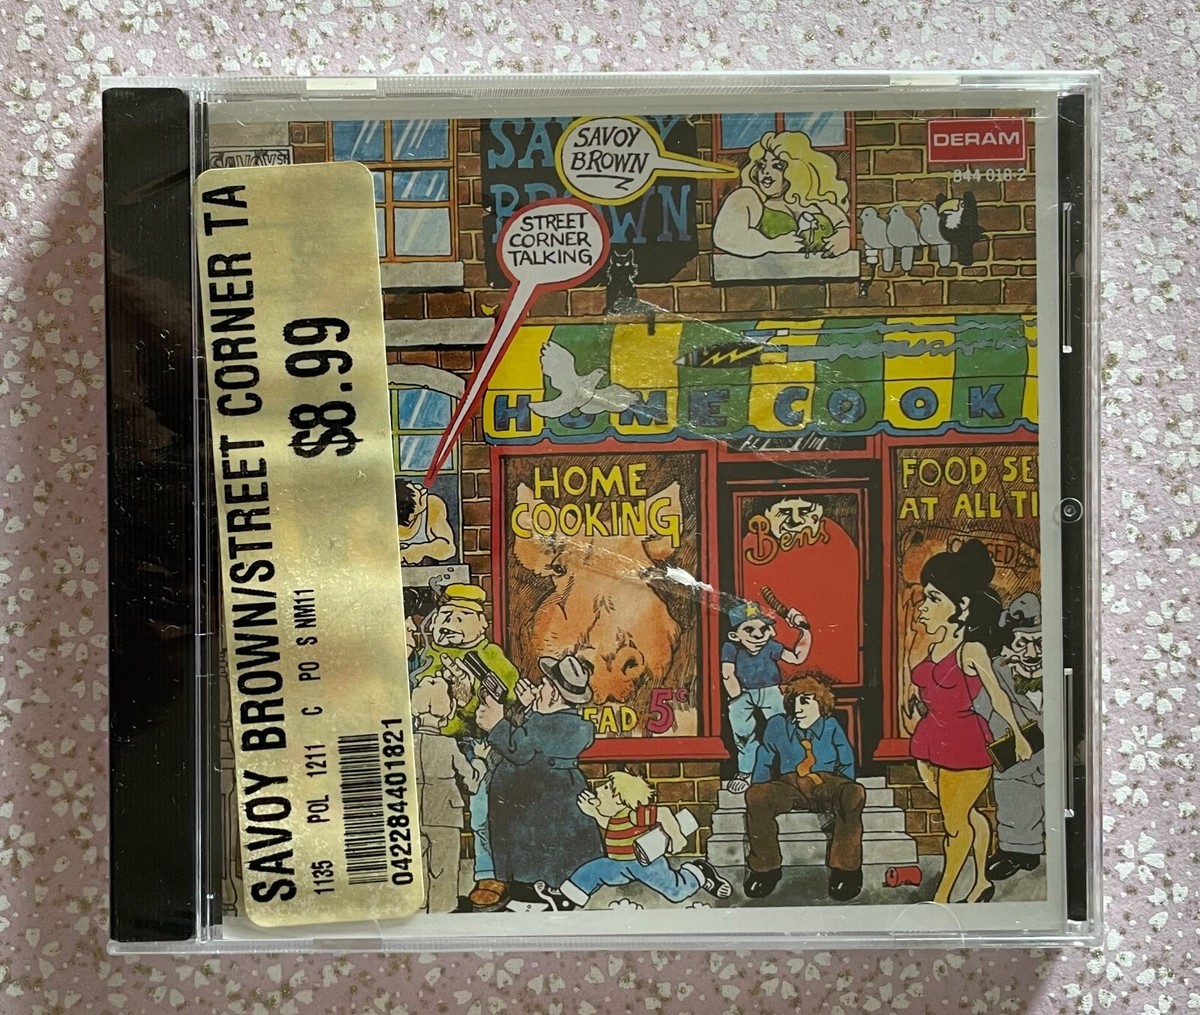 SAVOY BROWN/STREET CORNER TA
$8.99
1135 POL 1211 C PO S NM11
042284401821
SAVOY
BROWN
SAVOY
BROWN
STREET
CORNER
TALKING
DERAM
844 018-2
HOME COOK
HOME
COOKING
FOOD SE
AT ALL TI
Ben's
EAD 5¢